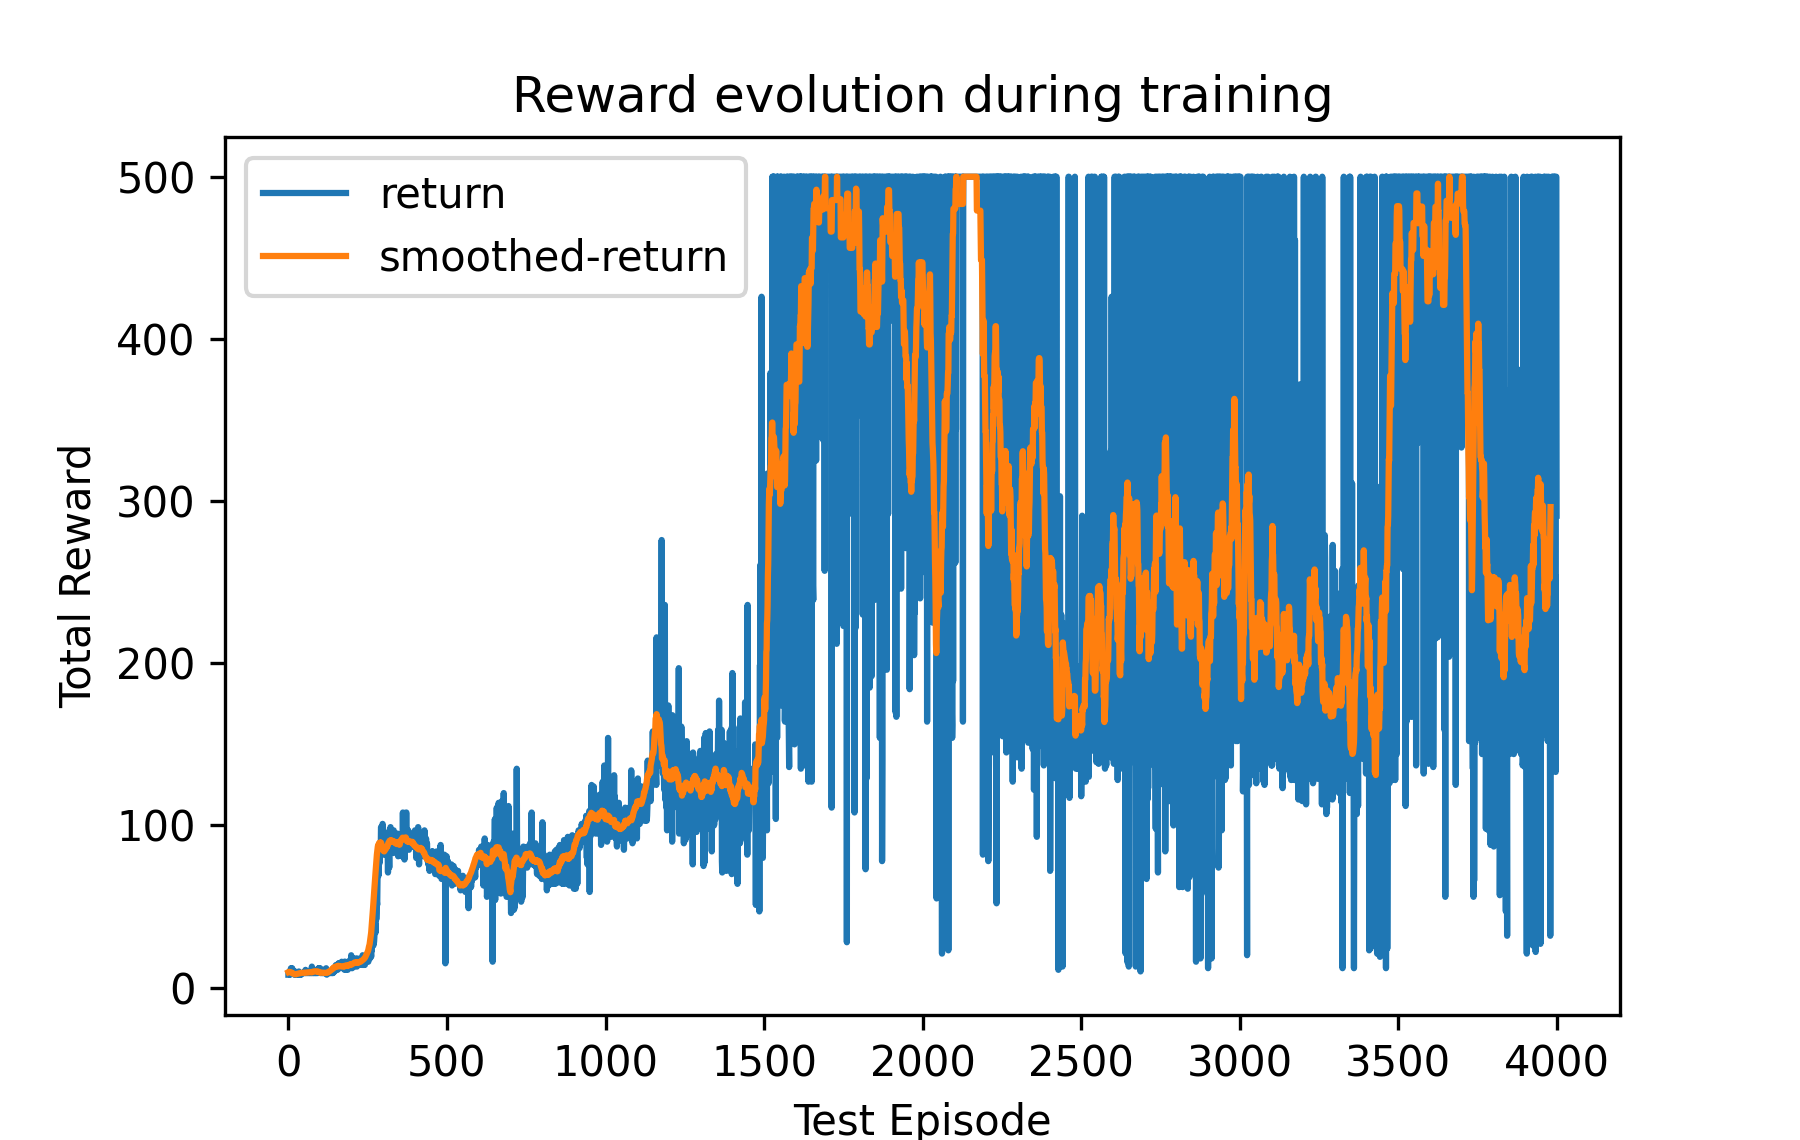 Reward evolution during training
return
smoothed-return
Total Reward
500
400
300
200
100
0
0 500 1000 1500 2000 2500 3000 3500 4000
Test Episode